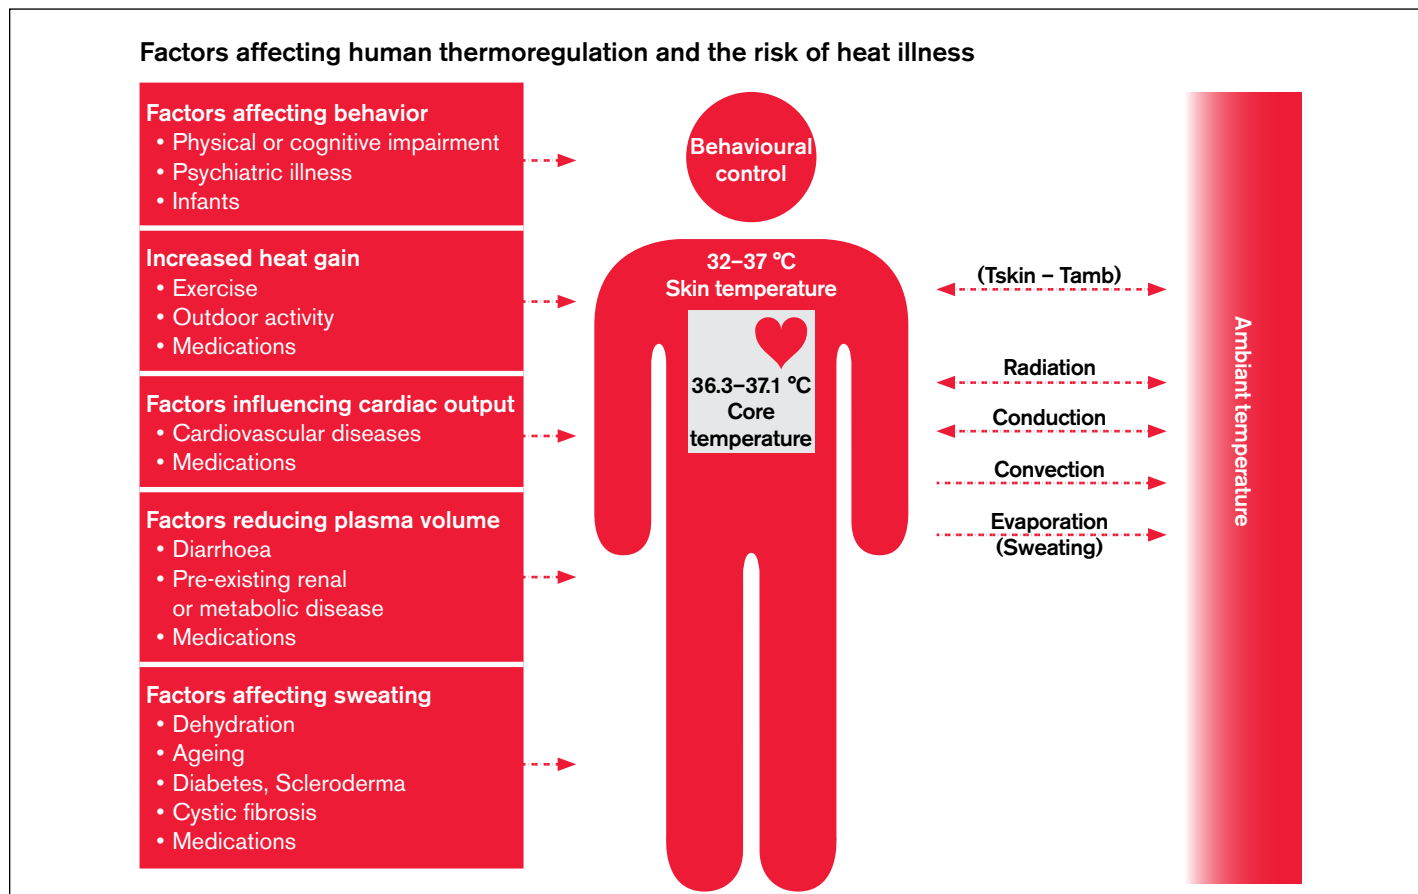 Factors affecting human thermoregulation and the risk of heat illness
Factors affecting behavior
• Physical or cognitive impairment
• Psychiatric illness
• Infants
Increased heat gain
• Exercise
• Outdoor activity
• Medications
Factors influencing cardiac output
• Cardiovascular diseases
• Medications
Factors reducing plasma volume
• Diarrhoea
• Pre-existing renal
or metabolic disease
• Medications
Factors affecting sweating
• Dehydration
• Ageing
• Diabetes, Scleroderma
• Cystic fibrosis
• Medications
Behavioural
control
32–37 °C
Skin temperature
36.3–37.1 °C
Core
temperature
(Tskin – Tamb)
Radiation
Conduction
Convection
Evaporation
(Sweating)
Ambiant temperature